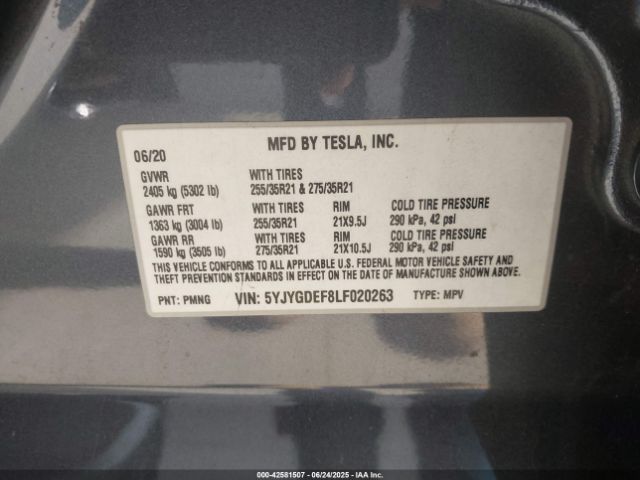 MFD BY TESLA, INC.
06/20
GVWR WITH TIRES
2405 kg (5302 lb) 255/35R21 & 275/35R21
GAWR FRT WITH TIRES RIM COLD TIRE PRESSURE
1363 kg (3004 lb) 255/35R21 21X9.5J 290 kPa, 42 psi
GAWR RR WITH TIRES RIM COLD TIRE PRESSURE
1590 kg (3505 lb) 275/35R21 21X10.5J 290 kPa, 42 psi
THIS VEHICLE CONFORMS TO ALL APPLICABLE U.S. FEDERAL MOTOR VEHICLE SAFETY AND
THEFT PREVENTION STANDARDS IN EFFECT ON THE DATE OF MANUFACTURE SHOWN ABOVE.
PNT: PMNG VIN: 5YJYGDEF8LF020263 TYPE: MPV
000-42581507 - 06/24/2025 - IAAI.COM